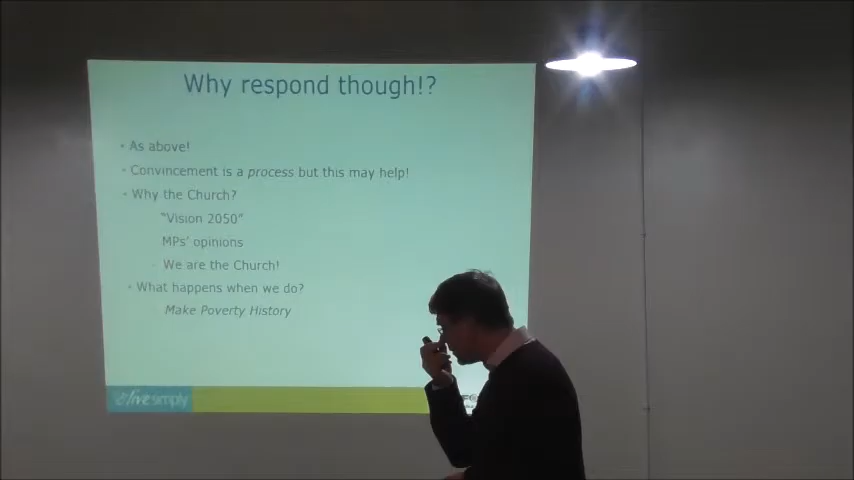 Why respond though!?
• As above!
• Convincement is a process but this may help!
• Why the Church?
"Vision 2050"
MPs' opinions
We are the Church!
• What happens when we do?
Make Poverty History
livesimply